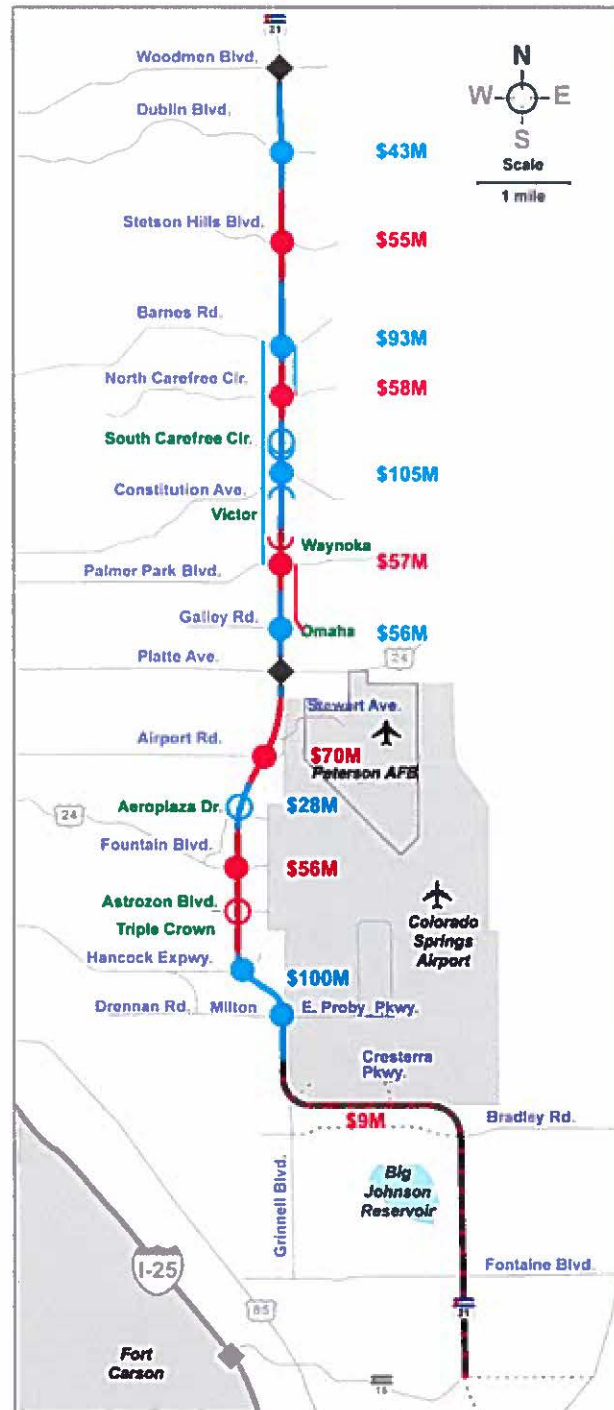 21
Woodmen Blvd.
N
W E
S
Scale
1 mile
Dublin Blvd.
$43M
Stetson Hills Blvd.
$55M
Barnes Rd.
$93M
North Carefree Cir.
$58M
South Carefree Cir.
$105M
Constitution Ave.
Victor
Waynoka
Palmer Park Blvd.
$57M
Galley Rd.
Omaha
$56M
Platte Ave.
24
Stewart Ave.
Airport Rd.
$70M
Paterson AFB
Aeroplaza Dr.
$28M
24
Fountain Blvd.
$56M
Astrozon Blvd.
Triple Crown
Colorado
Springs
Airport
Hancock Expwy.
$100M
Drennan Rd.
Milton
E. Proby Pkwy.
Cresterra
Pkwy.
$9M
Bradley Rd.
Grinnell Blvd.
Big
Johnson
Reservoir
I-25
Fontaine Blvd.
85
21
Fort
Carson
16